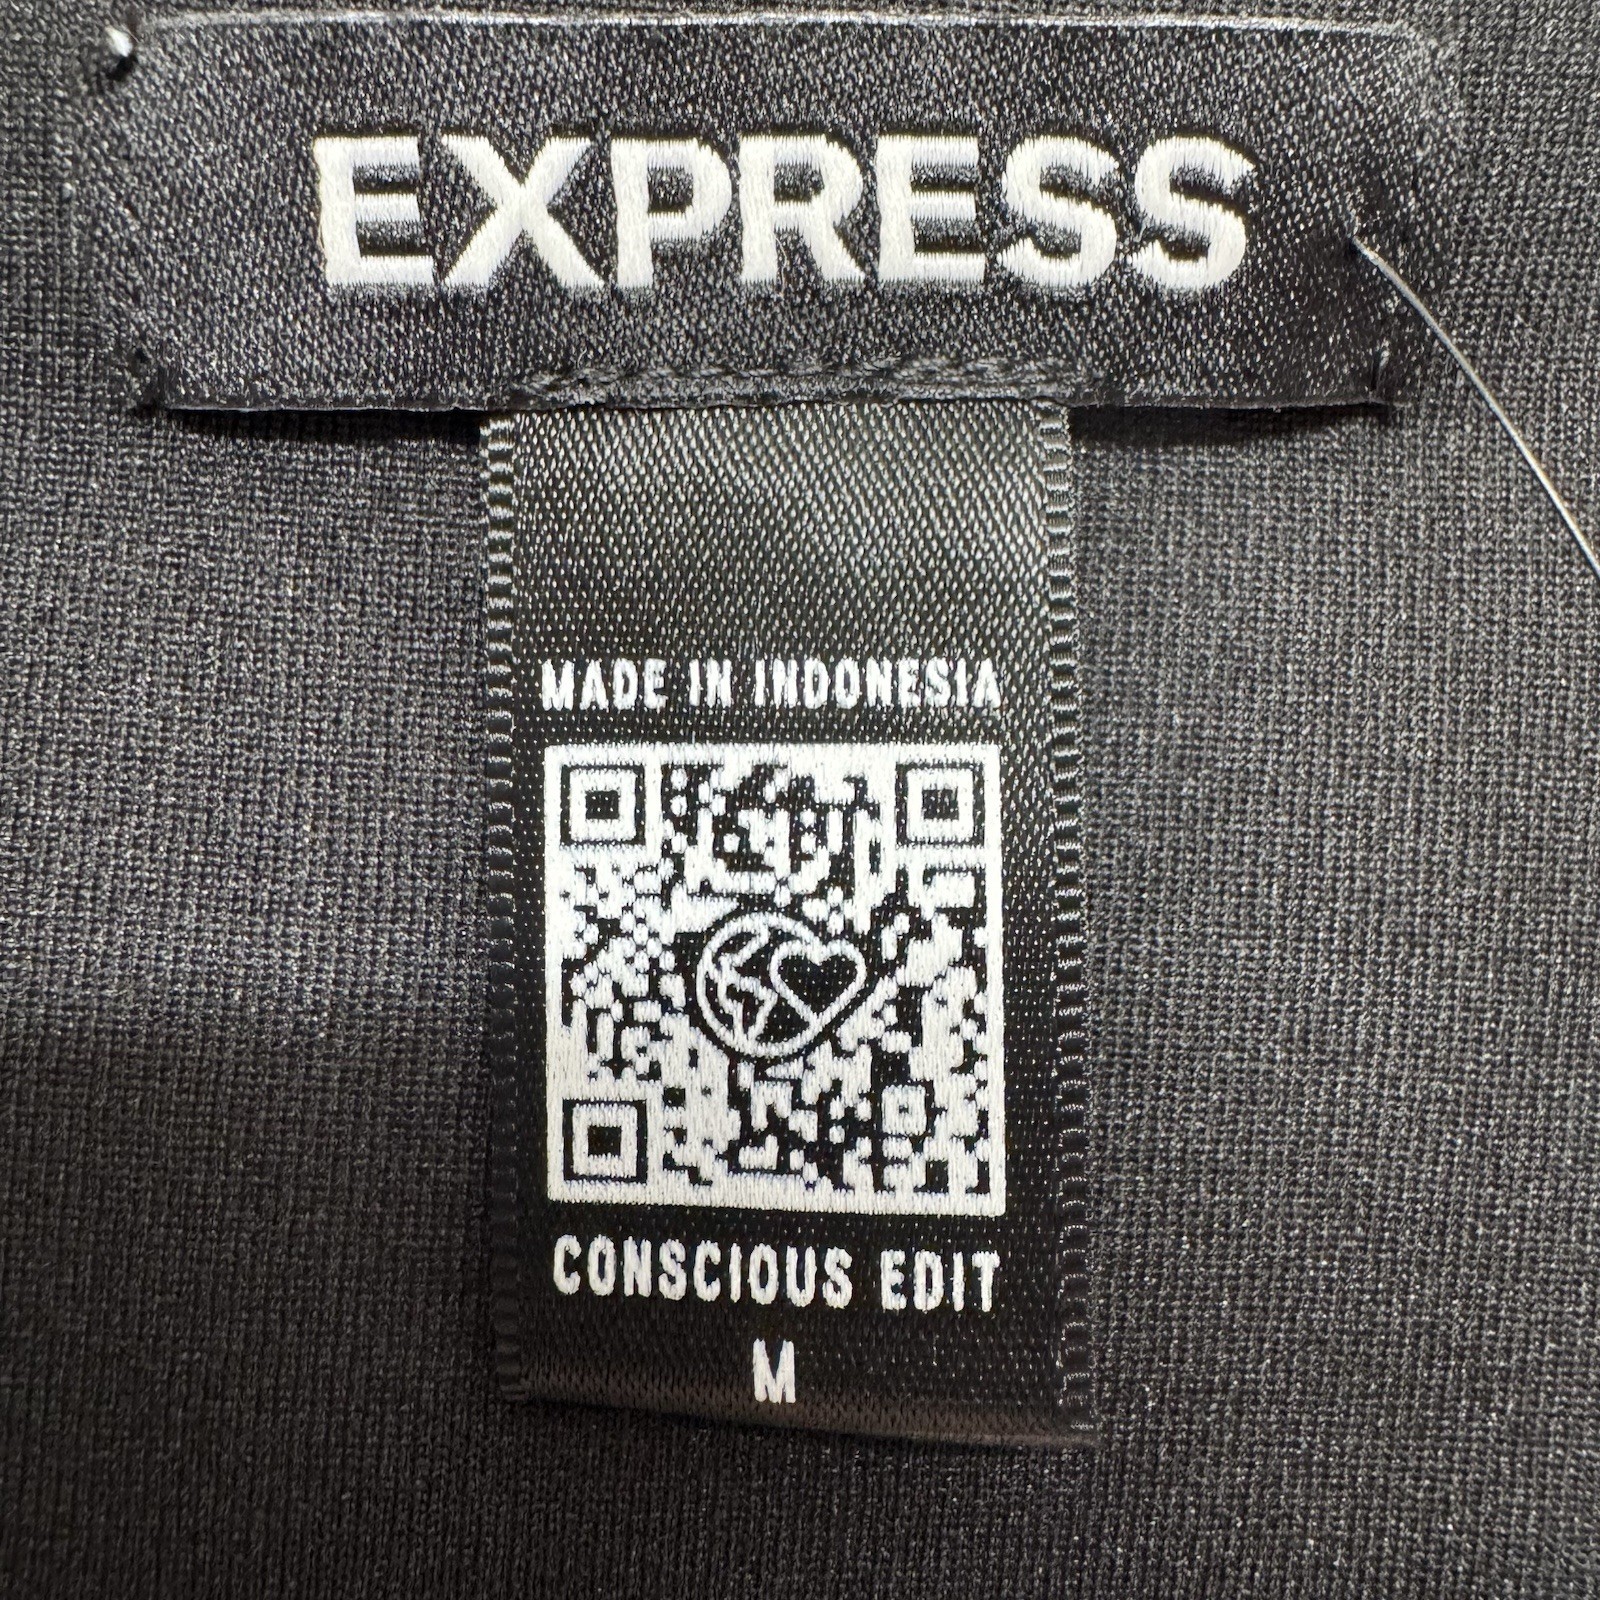 EXPRESS
MADE IN INDONESIA
CONSCIOUS EDIT
M